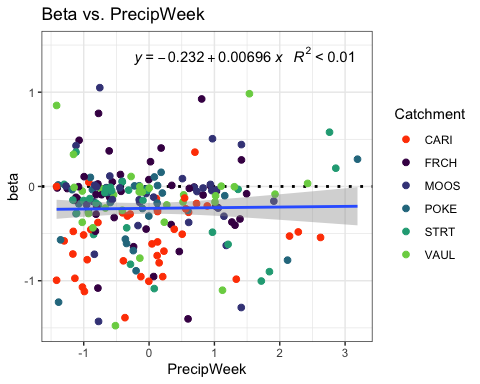 Beta vs. PrecipWeek
y = −0.232 + 0.00696 x  R² < 0.01
1
0
-1
beta
-1 0 1 2 3
PrecipWeek
Catchment
CARI
FRCH
MOOS
POKE
STRT
VAUL